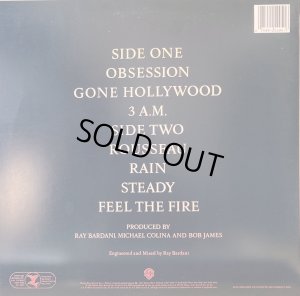 SIDE ONE
OBSESSION
GONE HOLLYWOOD
3 A.M.
SIDE TWO
ROUSSEAU
RAIN
STEADY
FEEL THE FIRE
SOLD OUT
PRODUCED BY
RAY BARDANI, MICHAEL COLINA AND BOB JAMES
Engineered and Mixed by Ray Bardani